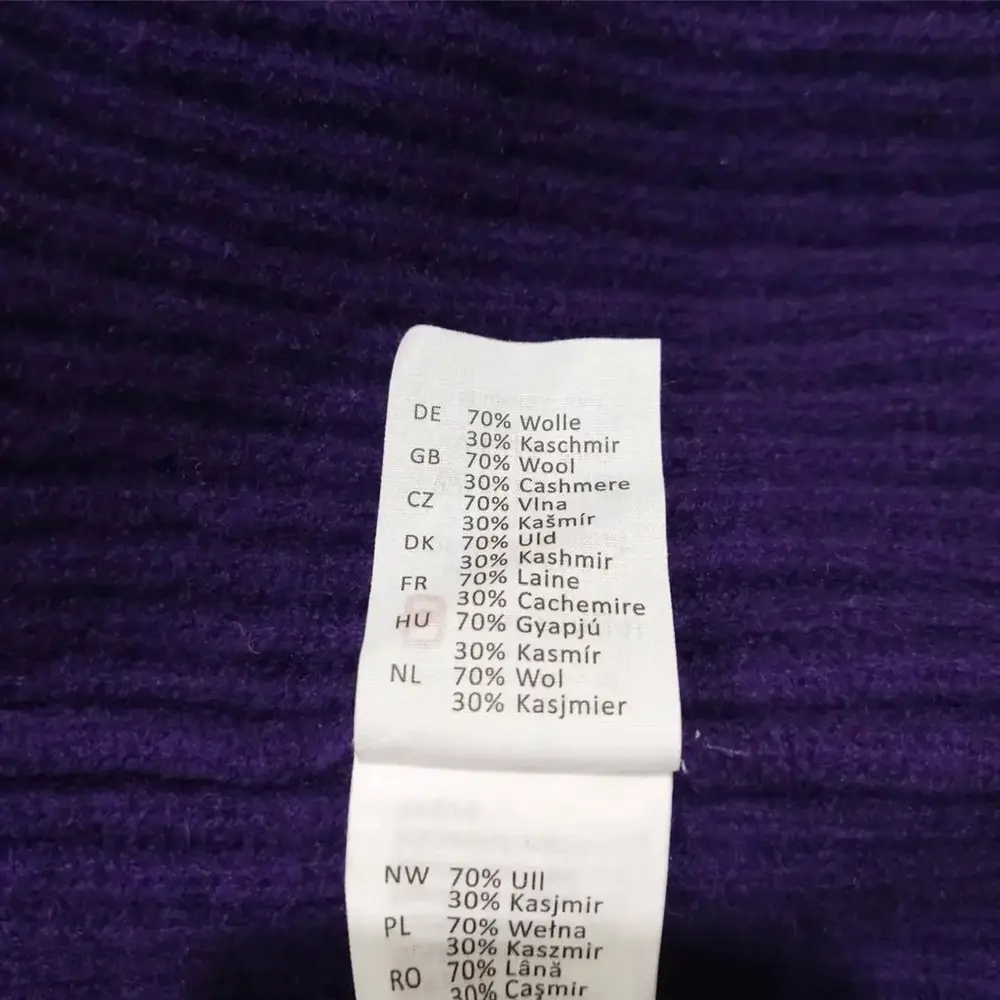 DE 70% Wolle
30% Kaschmir
GB 70% Wool
30% Cashmere
CZ 70% Vlna
30% Kašmír
DK 70% Uld
30% Kashmir
FR 70% Laine
30% Cachemire
HU 70% Gyapjú
30% Kasmír
NL 70% Wol
30% Kasjmier
NW 70% Ull
30% Kasjmir
PL 70% Wełna
30% Kaszmir
RO 70% Lână
30% Caşmir